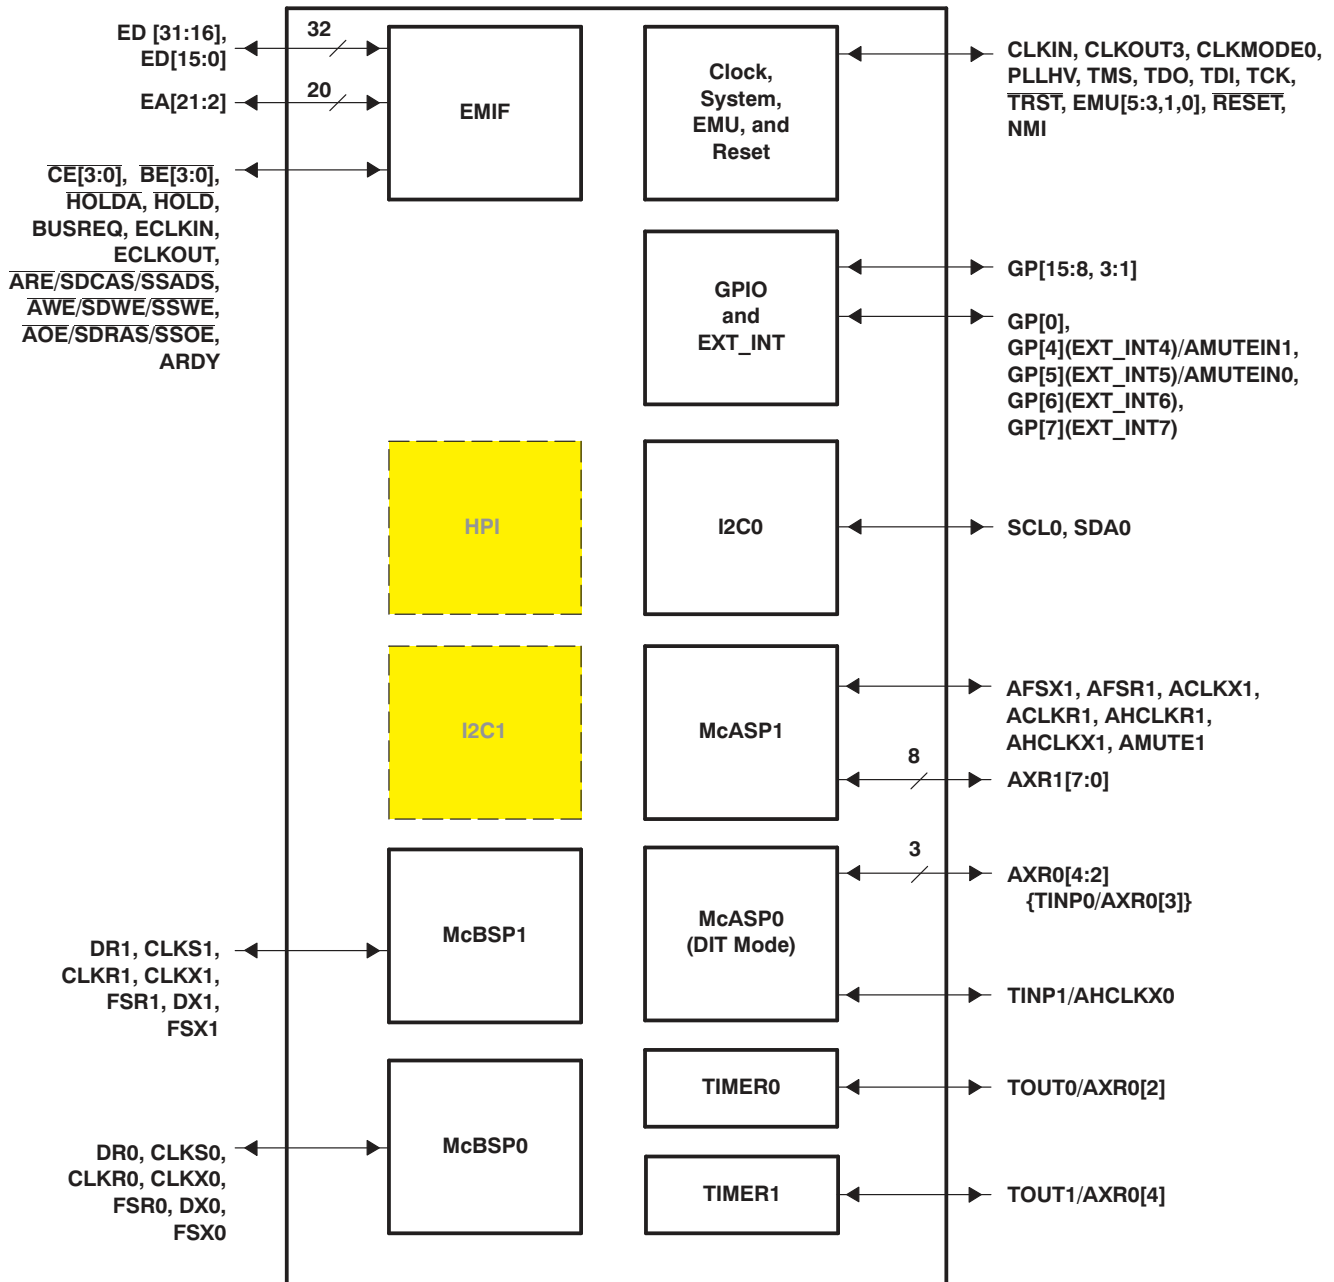 ED [31:16],
ED[15:0]
32
EA[21:2]
20
EMIF
CE[3:0], BE[3:0],
HOLDA, HOLD,
BUSREQ, ECLKIN,
ECLKOUT,
ARE/SDCAS/SSADS,
AWE/SDWE/SSWE,
AOE/SDRAS/SSOE,
ARDY
Clock,
System,
EMU, and
Reset
CLKIN, CLKOUT3, CLKMODE0,
PLLHV, TMS, TDO, TDI, TCK,
TRST, EMU[5:3,1,0], RESET,
NMI
GPIO
and
EXT_INT
GP[15:8, 3:1]
GP[0],
GP[4](EXT_INT4)/AMUTEIN1,
GP[5](EXT_INT5)/AMUTEIN0,
GP[6](EXT_INT6),
GP[7](EXT_INT7)
HPI
I2C0
SCL0, SDA0
I2C1
McASP1
AFSX1, AFSR1, ACLKX1,
ACLKR1, AHCLKR1,
AHCLKX1, AMUTE1
8
AXR1[7:0]
McBSP1
DR1, CLKS1,
CLKR1, CLKX1,
FSR1, DX1,
FSX1
McASP0
(DIT Mode)
3
AXR0[4:2]
{TINP0/AXR0[3]}
TINP1/AHCLKX0
McBSP0
DR0, CLKS0,
CLKR0, CLKX0,
FSR0, DX0,
FSX0
TIMER0
TOUT0/AXR0[2]
TIMER1
TOUT1/AXR0[4]